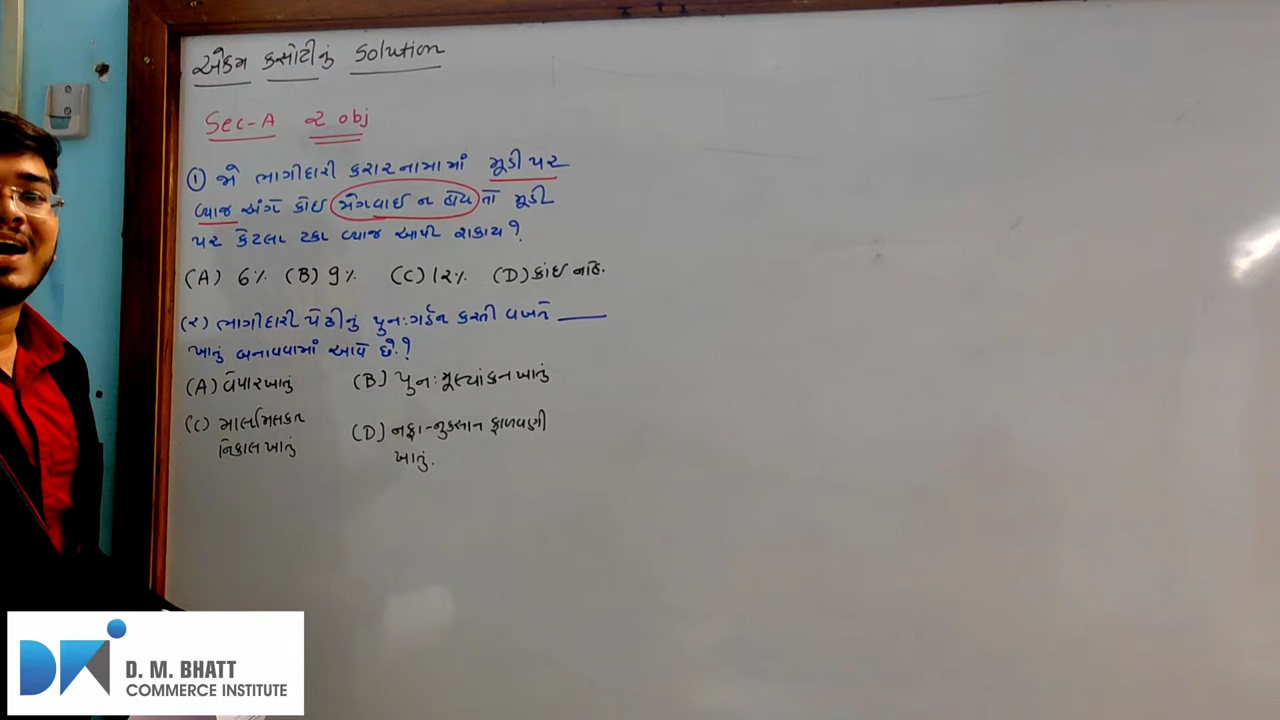 એકમ કસોટીનું Solution
Sec-A ૨ obj
① જો ભાગીદારી કરારનામામાં મૂડી પર
વ્યાજ અંગે કોઇ જોગવાઈ ન હોય તો મૂડી
પર કેટલા ટકા વ્યાજ આપી શકાય?
(A) 6% (B) 9% (C) 12% (D) કાંઇ નહિ.
(૨) ભાગીદારી પેઢીનું પુન:ગઠન કરતી વખતે ____
ખાતું બનાવવામાં આવે છે.?
(A) વેપારખાતું (B) પુન:મૂલ્યાંકન ખાતું
(C) માલમિલકત (D) નફા-નુકસાન ફાળવણી
નિકાલ ખાતું ખાતું.
D. M. BHATT
COMMERCE INSTITUTE